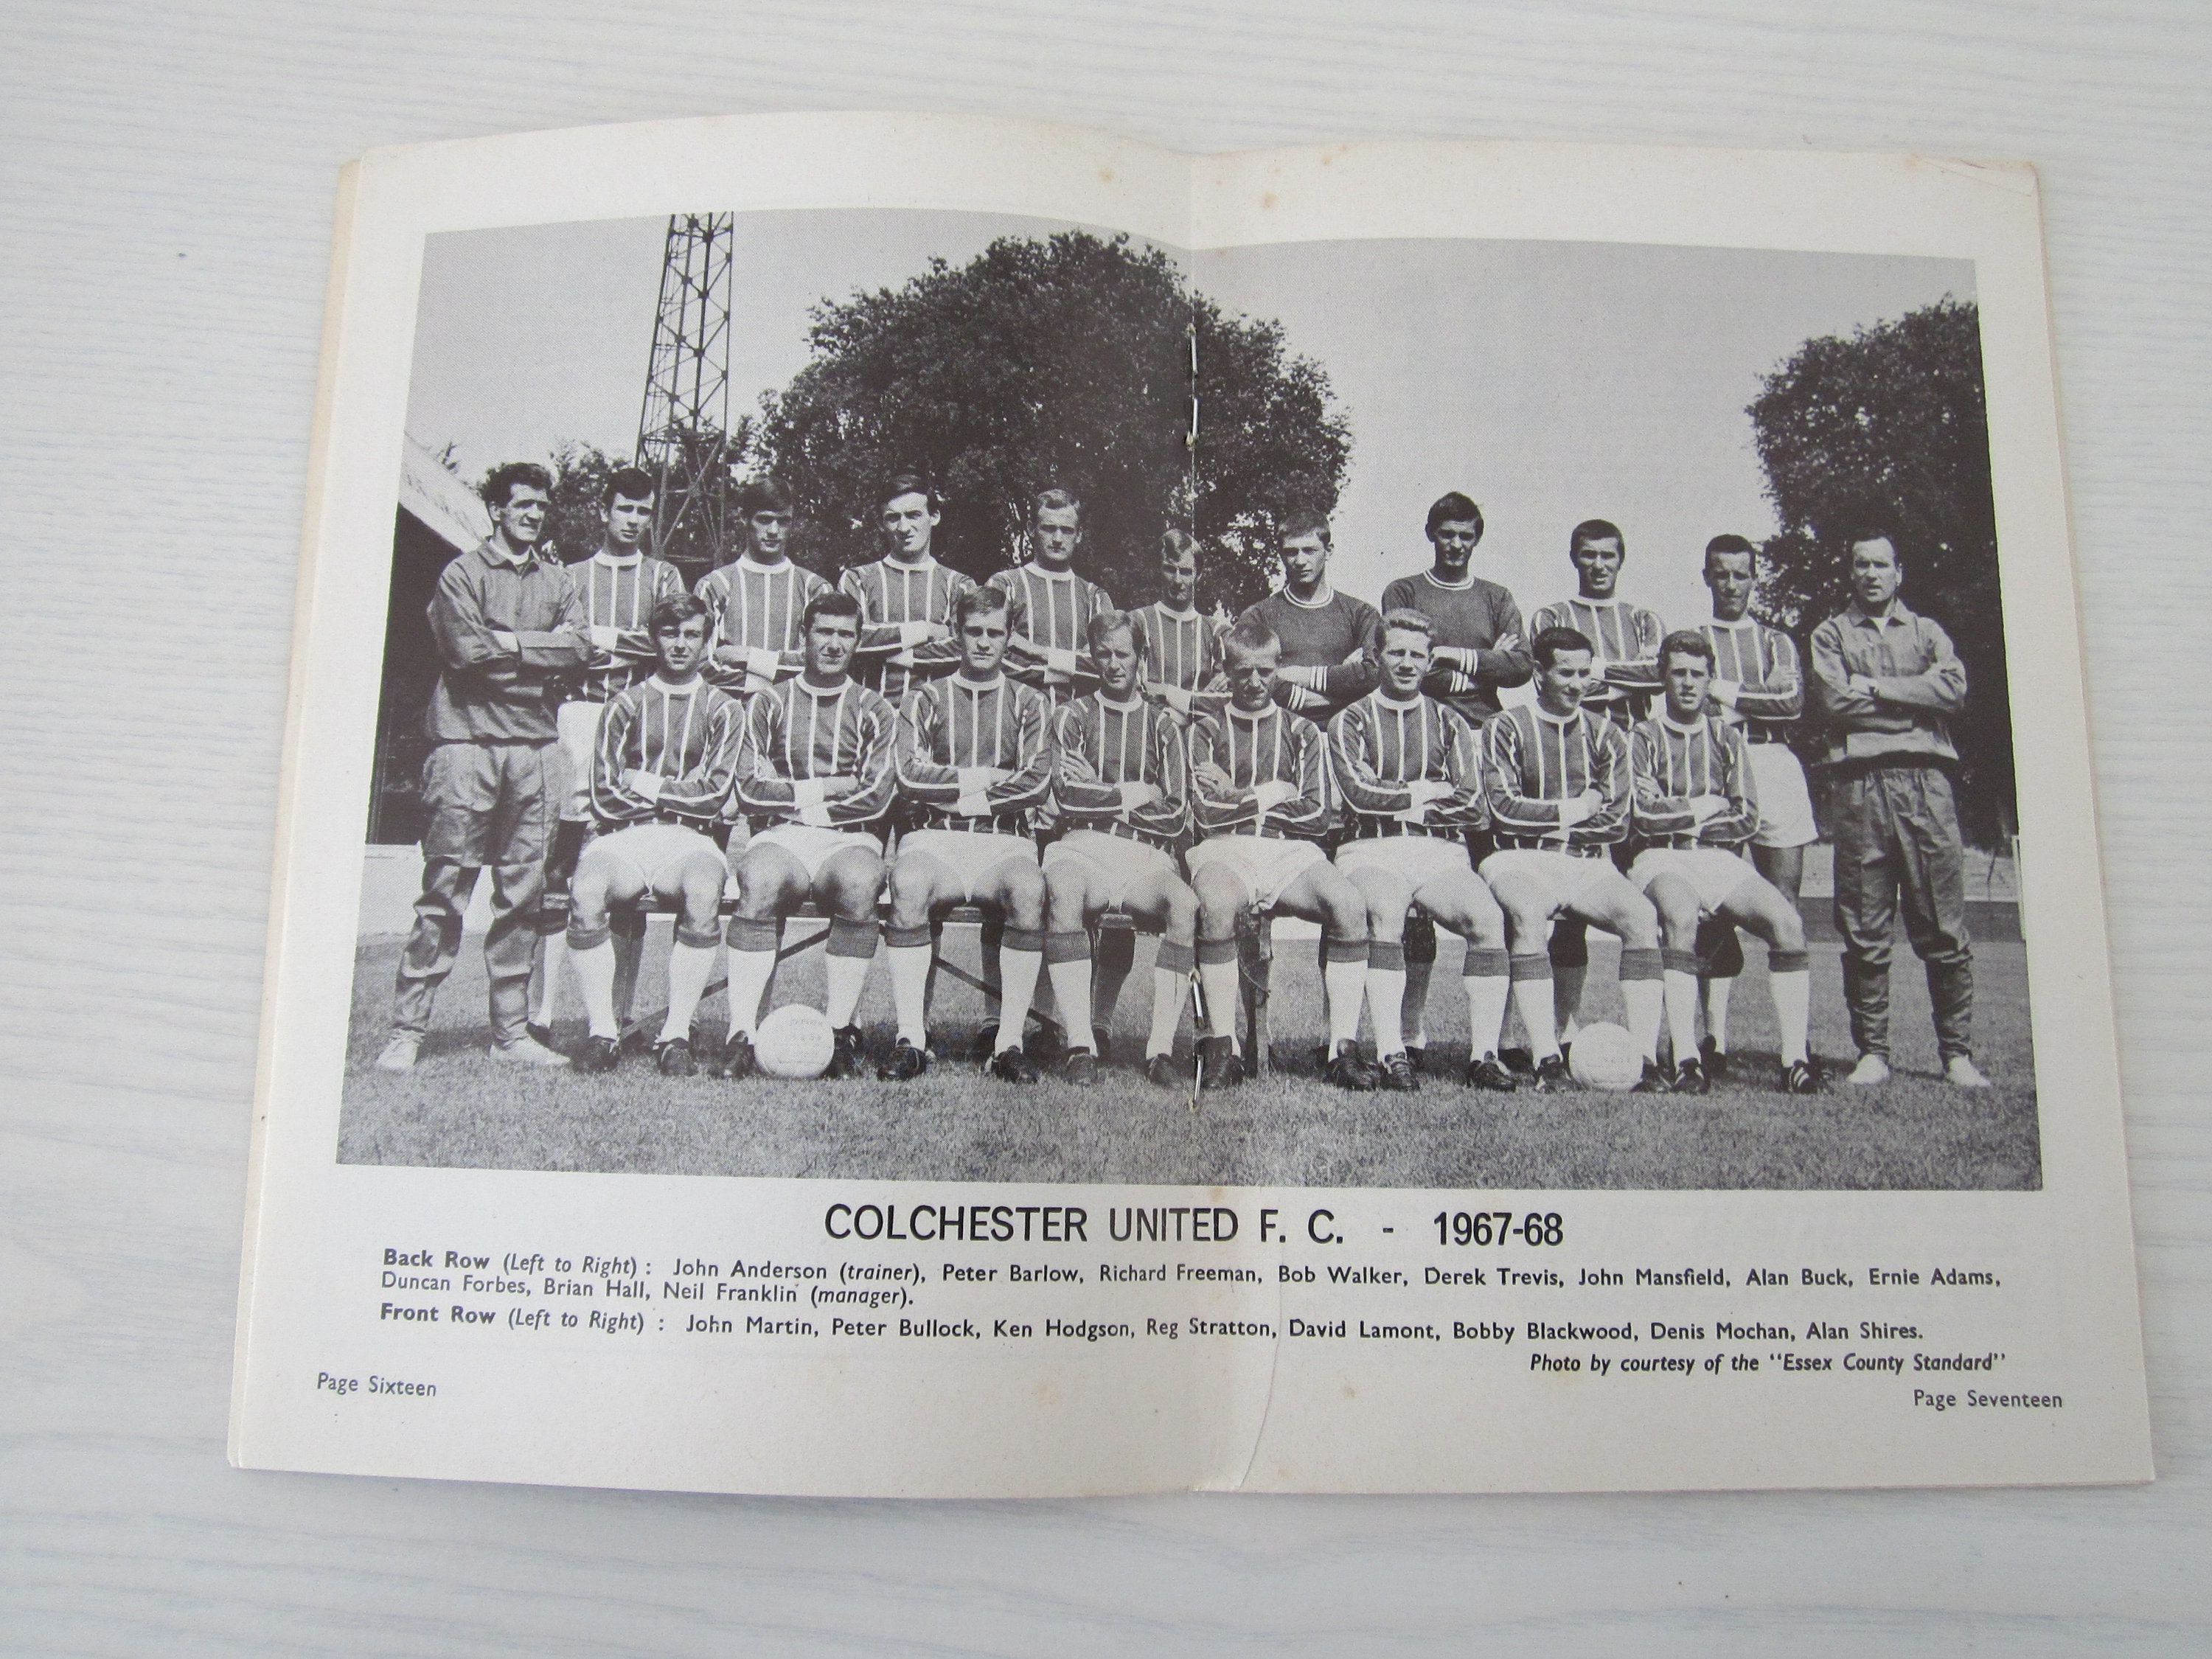 COLCHESTER UNITED F. C. - 1967-68
Back Row (Left to Right) : John Anderson (trainer), Peter Barlow, Richard Freeman, Bob Walker, Derek Trevis, John Mansfield, Alan Buck, Ernie Adams,
Duncan Forbes, Brian Hall, Neil Franklin (manager).
Front Row (Left to Right) : John Martin, Peter Bullock, Ken Hodgson, Reg Stratton, David Lamont, Bobby Blackwood, Denis Mochan, Alan Shires.
Photo by courtesy of the "Essex County Standard"
Page Sixteen
Page Seventeen